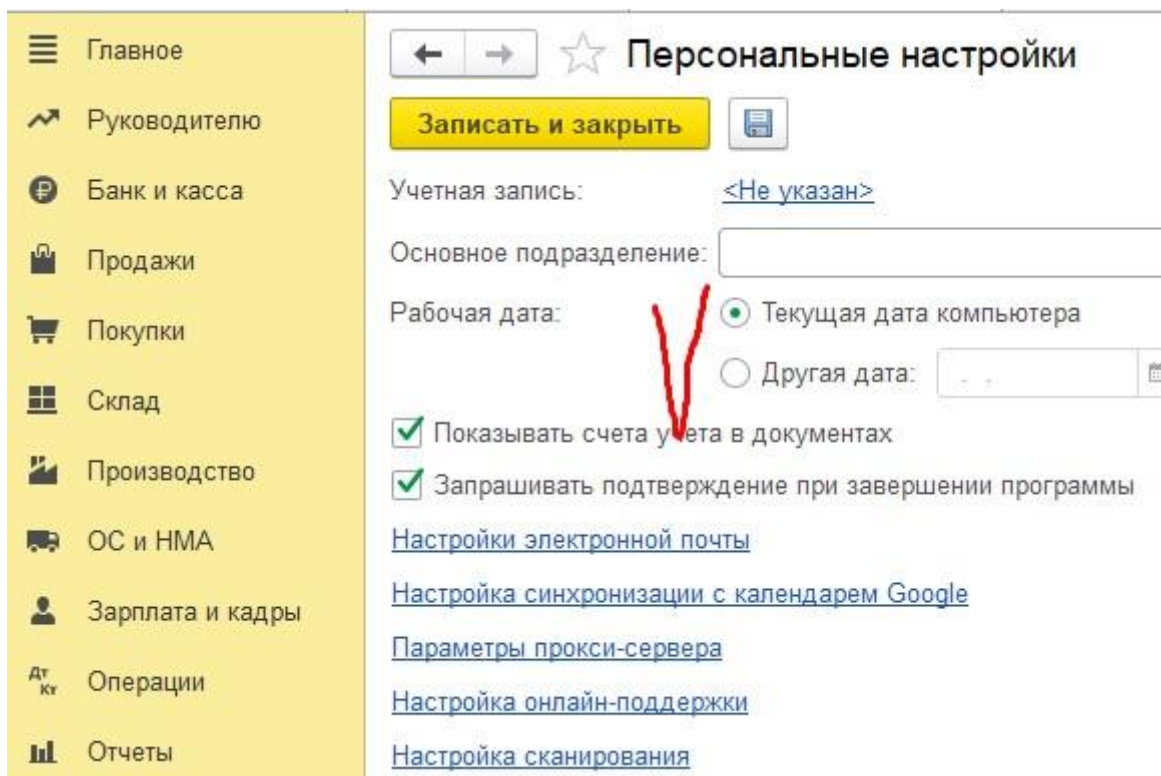 Главное
Руководителю
Банк и касса
Продажи
Покупки
Склад
Производство
ОС и НМА
Зарплата и кадры
Дт Кт Операции
Отчеты
Персональные настройки
Записать и закрыть
Учетная запись: <Не указан>
Основное подразделение:
Рабочая дата: Текущая дата компьютера
Другая дата: . .
Показывать счета учета в документах
Запрашивать подтверждение при завершении программы
Настройки электронной почты
Настройка синхронизации с календарем Google
Параметры прокси-сервера
Настройка онлайн-поддержки
Настройка сканирования